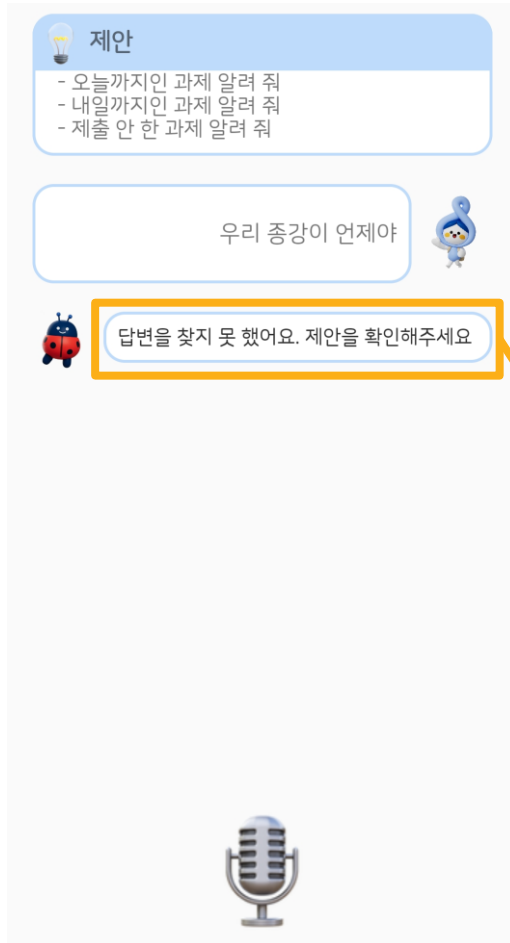 제안
- 오늘까지인 과제 알려 줘
- 내일까지인 과제 알려 줘
- 제출 안 한 과제 알려 줘
우리 종강이 언제야
답변을 찾지 못 했어요. 제안을 확인해주세요